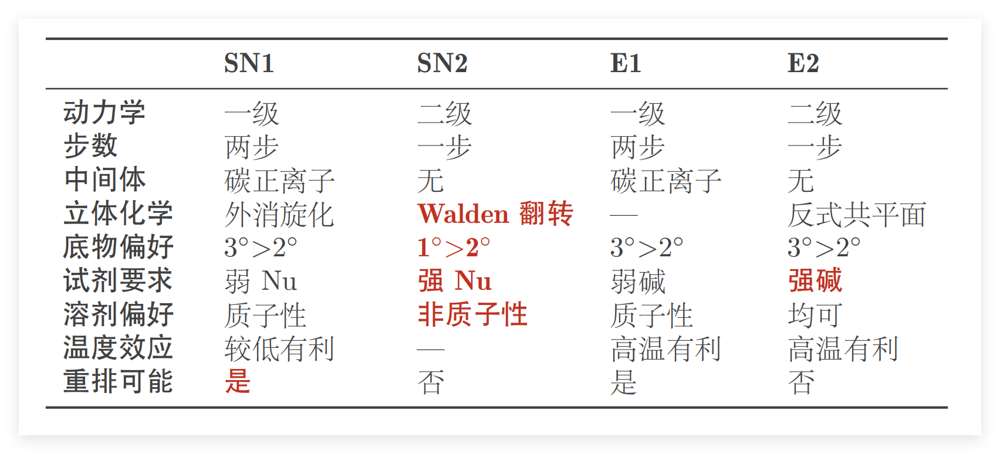 SN1 SN2 E1 E2
动力学 一级 二级 一级 二级
步数 两步 一步 两步 一步
中间体 碳正离子 无 碳正离子 无
立体化学 外消旋化 Walden 翻转 — 反式共平面
底物偏好 3°>2° 1°>2° 3°>2° 3°>2°
试剂要求 弱 Nu 强 Nu 弱碱 强碱
溶剂偏好 质子性 非质子性 质子性 均可
温度效应 较低有利 — 高温有利 高温有利
重排可能 是 否 是 否